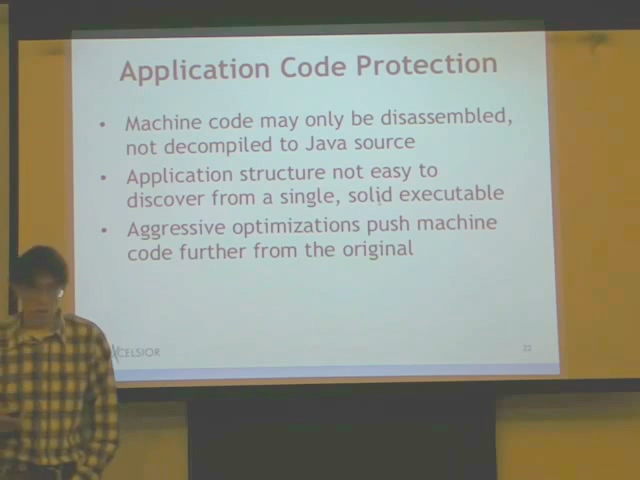 Application Code Protection
• Machine code may only be disassembled,
not decompiled to Java source
• Application structure not easy to
discover from a single, solid executable
• Aggressive optimizations push machine
code further from the original
XCELSIOR
22